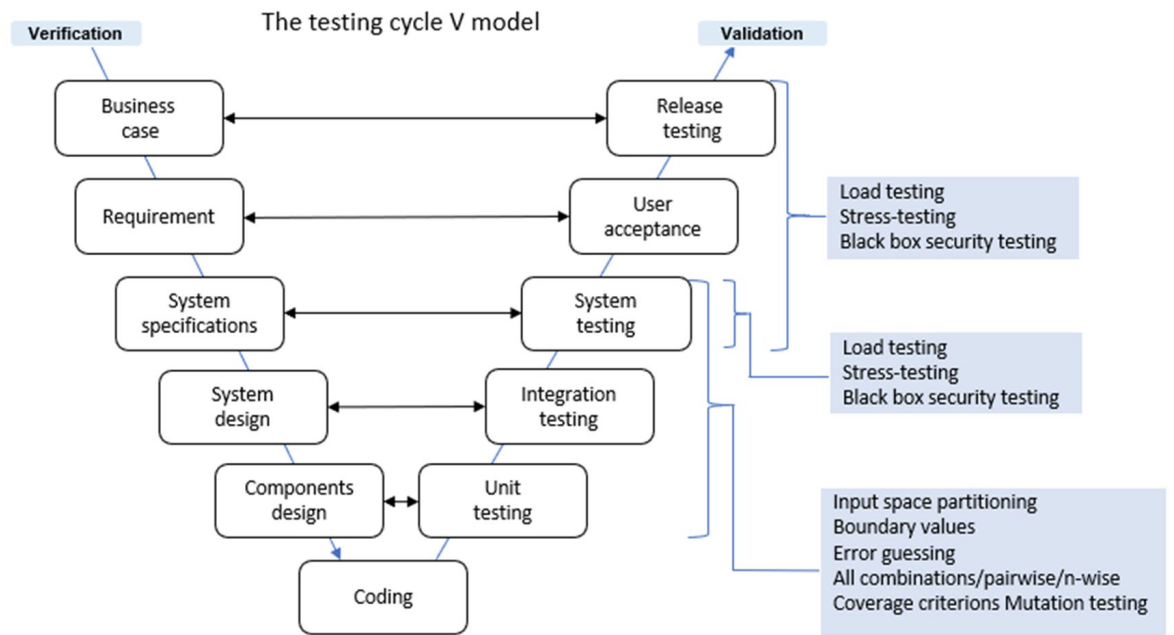 The testing cycle V model
Verification
Validation
Business
case
Release
testing
Requirement
User
acceptance
Load testing
Stress-testing
Black box security testing
System
specifications
System
testing
Load testing
Stress-testing
Black box security testing
System
design
Integration
testing
Components
design
Unit
testing
Input space partitioning
Boundary values
Error guessing
All combinations/pairwise/n-wise
Coverage criterions Mutation testing
Coding